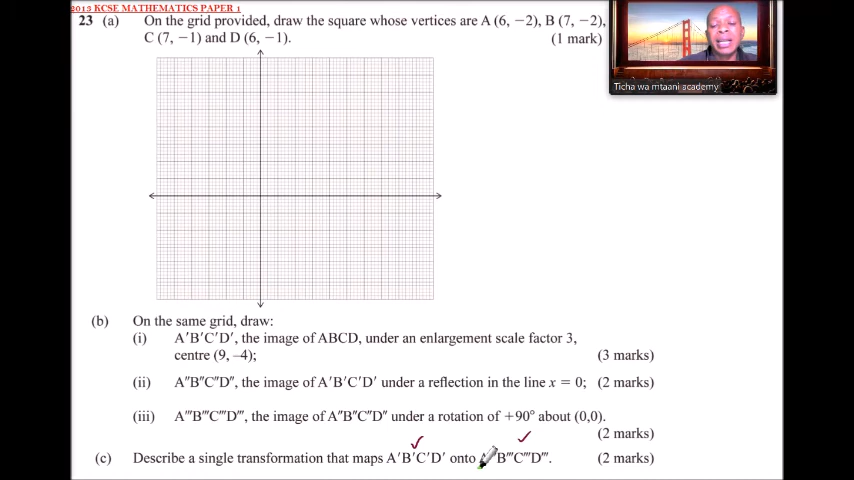 2013 KCSE MATHEMATICS PAPER 1
23 (a) On the grid provided, draw the square whose vertices are A (6, −2), B (7, −2),
C (7, −1) and D (6, −1). (1 mark)
Ticha wa mtaani academy
(b) On the same grid, draw:
(i) A′B′C′D′, the image of ABCD, under an enlargement scale factor 3,
centre (9, –4); (3 marks)
(ii) A″B″C″D″, the image of A′B′C′D′ under a reflection in the line x = 0; (2 marks)
(iii) A‴B‴C‴D‴, the image of A″B″C″D″ under a rotation of +90° about (0,0).
(2 marks)
(c) Describe a single transformation that maps A′B′C′D′ onto B‴C‴D‴. (2 marks)